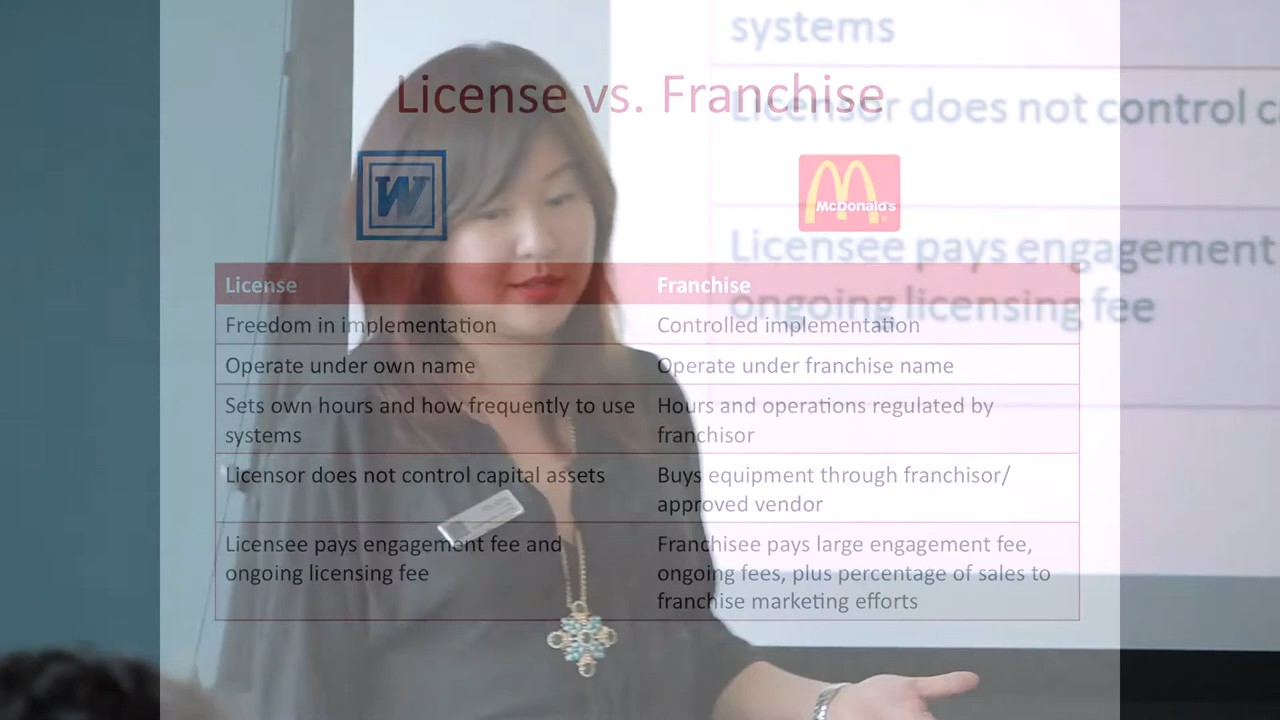 systems
License vs. Franchise
Licensor does not control c
W
McDonald's
Licensee pays engagement
ongoing licensing fee
License Franchise
Freedom in implementation Controlled implementation
Operate under own name Operate under franchise name
Sets own hours and how frequently to use Hours and operations regulated by
systems franchisor
Licensor does not control capital assets Buys equipment through franchisor/
approved vendor
Licensee pays engagement fee and Franchisee pays large engagement fee,
ongoing licensing fee ongoing fees, plus percentage of sales to
franchise marketing efforts